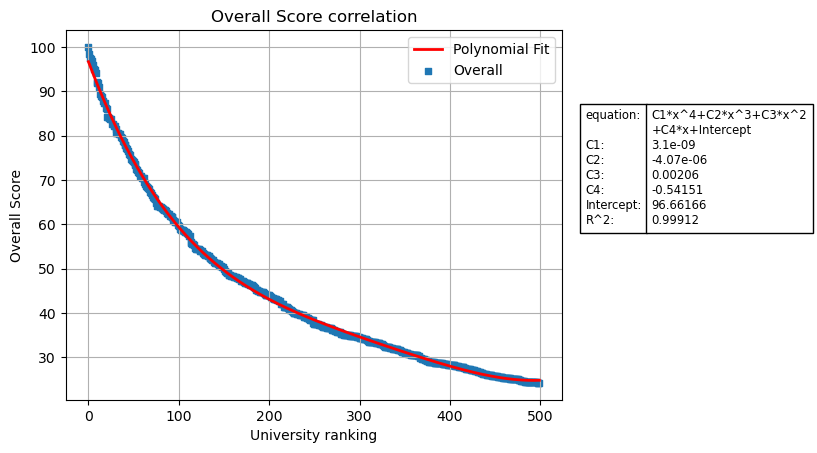 Overall Score correlation
Overall Score
100
90
80
70
60
50
40
30
0
100
200
300
400
500
University ranking
Polynomial Fit
Overall
equation: C1*x^4+C2*x^3+C3*x^2
+C4*x+Intercept
C1: 3.1e-09
C2: -4.07e-06
C3: 0.00206
C4: -0.54151
Intercept: 96.66166
R^2: 0.99912